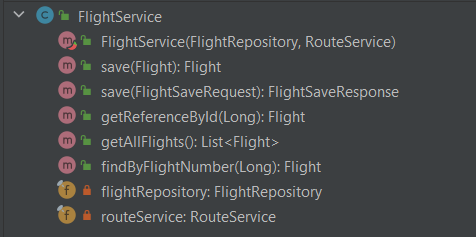 C FlightService
m FlightService(FlightRepository, RouteService)
m save(Flight): Flight
m save(FlightSaveRequest): FlightSaveResponse
m getReferenceById(Long): Flight
m getAllFlights(): List<Flight>
m findByFlightNumber(Long): Flight
f flightRepository: FlightRepository
f routeService: RouteService